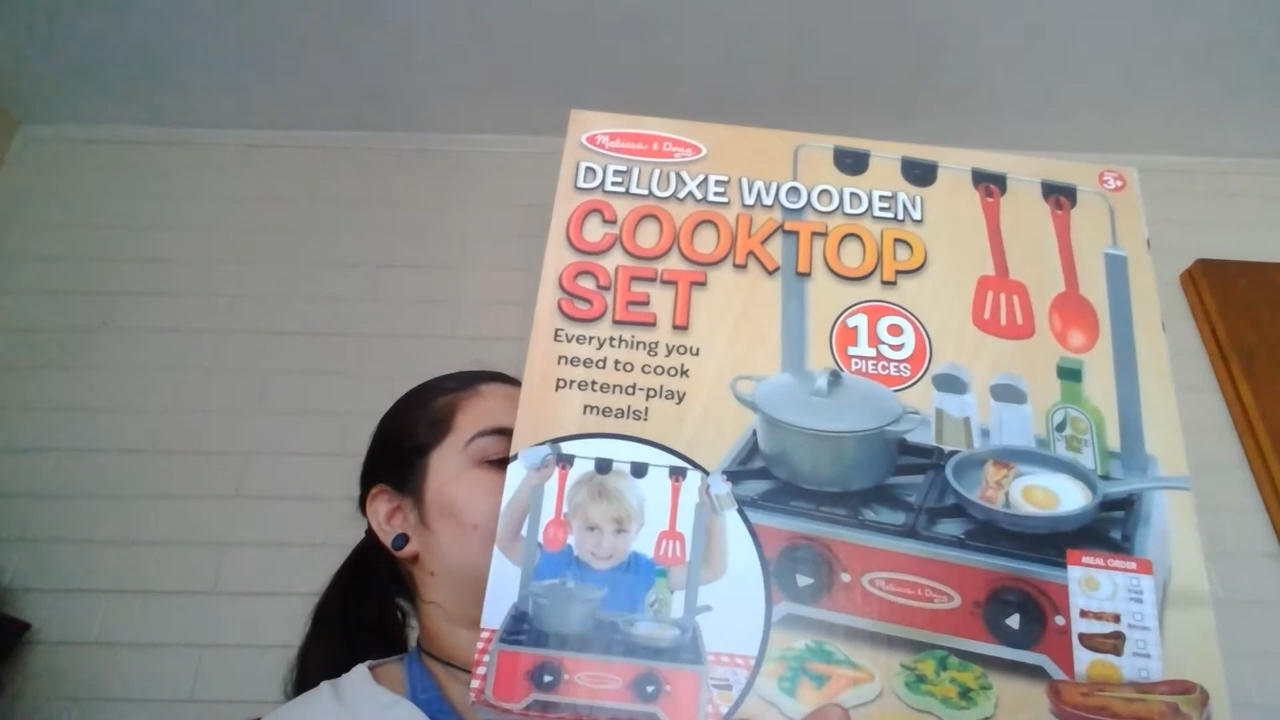 Melissa & Doug
DELUXE WOODEN
COOKTOP
SET
3+
Everything you
need to cook
pretend-play
meals!
19
PIECES
Melissa & Doug
MEAL ORDER